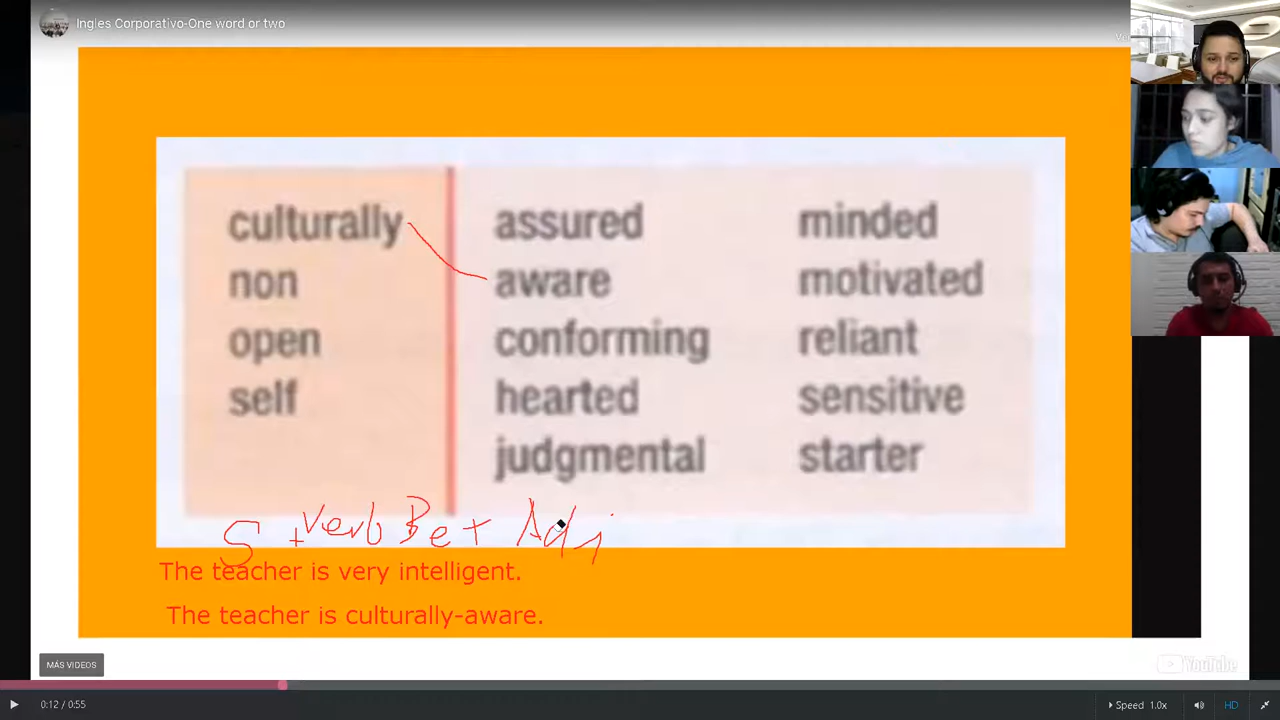 Ingles Corporativo-One word or two
culturally assured minded
non aware motivated
open conforming reliant
self hearted sensitive
judgmental starter
S + verb Be + Adj
The teacher is very intelligent.
The teacher is culturally-aware.
MÁS VIDEOS
YouTube
0:12 / 0:55
Speed 1.0x
HD